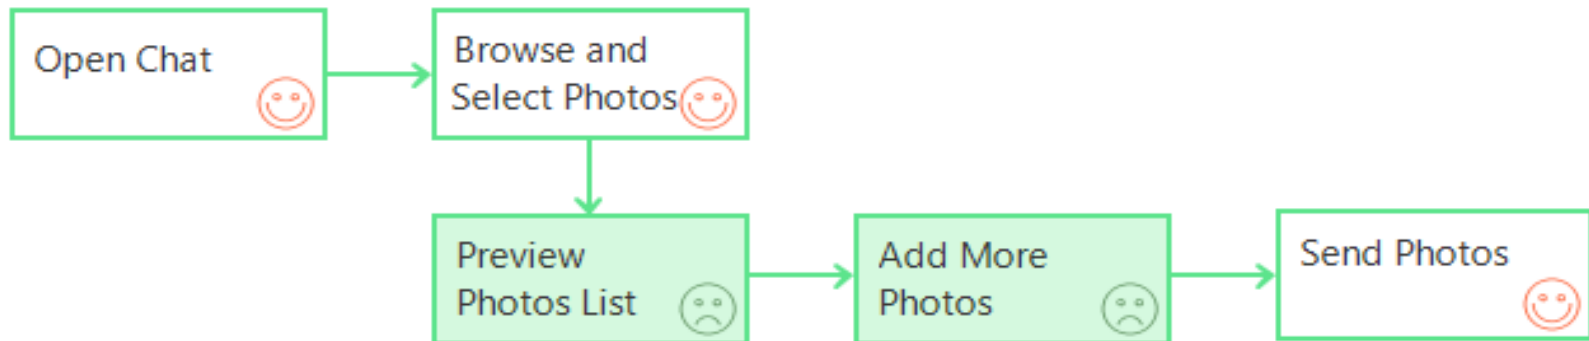 Open Chat
Browse and
Select Photos
Preview
Photos List
Add More
Photos
Send Photos